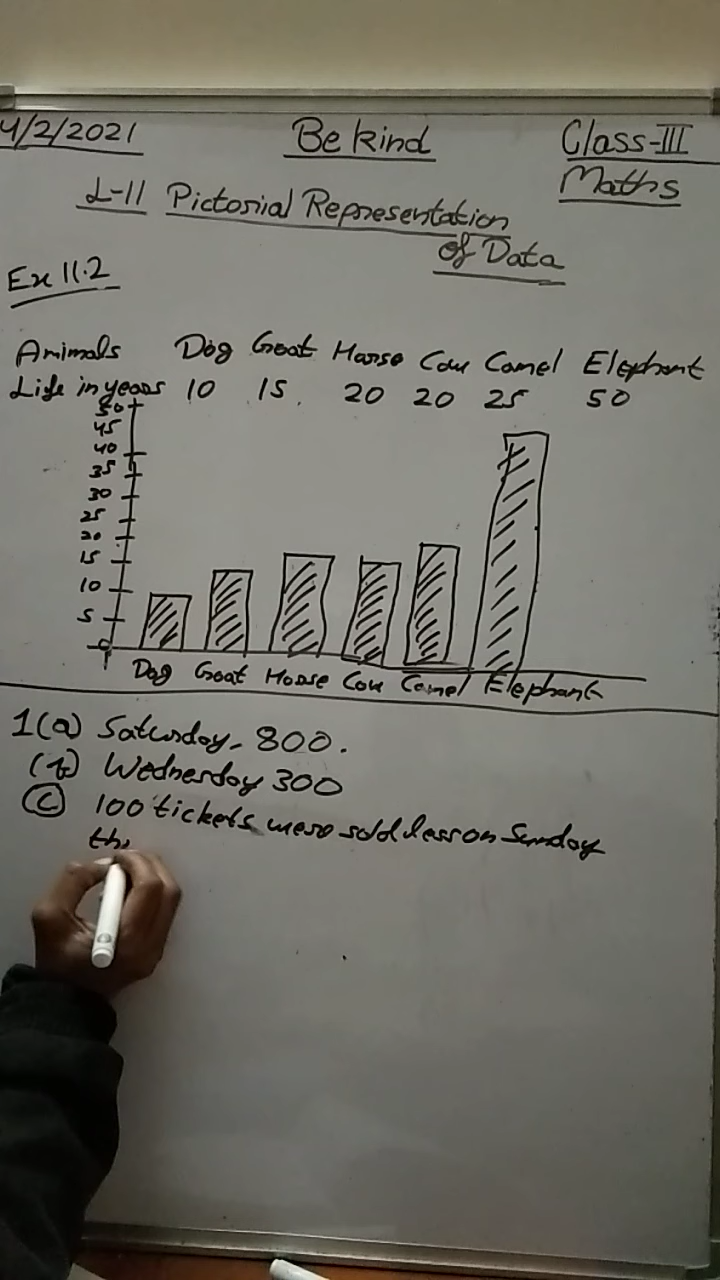 4/2/2021 Be kind Class-III
Maths
L-11 Pictorial Representation
of Data
Ex 11.2
Animals Dog Goat Horse Cow Camel Elephant
Life in years 10 15 20 20 25 50
50
45
40
35
30
25
20
15
10
5
0
Dog Goat Horse Cow Camel Elephant
1(a) Saturday, 800.
(b) Wednesday 300
(c) 100 tickets were sold less on Sunday
th